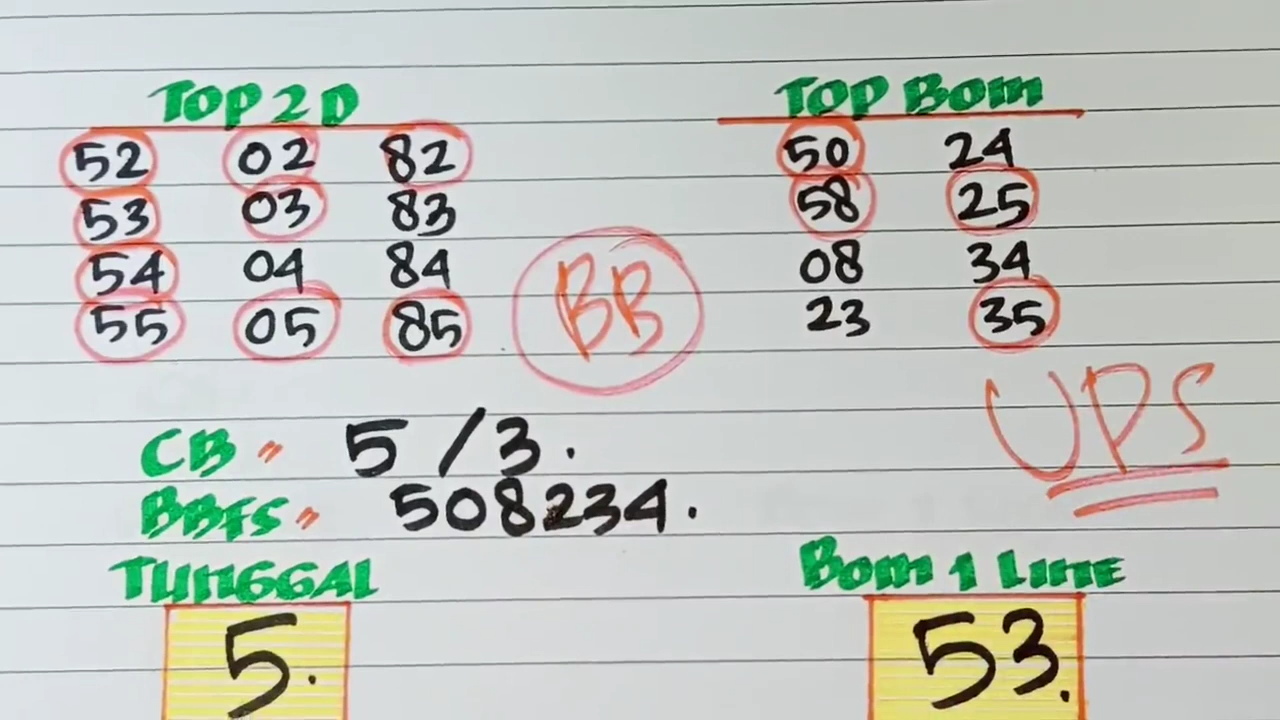 TOP 2 D TOP BOM
52 02 82 50 24
53 03 83 58 25
54 04 84 08 34
55 05 85 23 35
BB
UPS
CB " 5 / 3.
BBFS " 508234.
TUNGGAL BOM 1 LINE
5. 53.